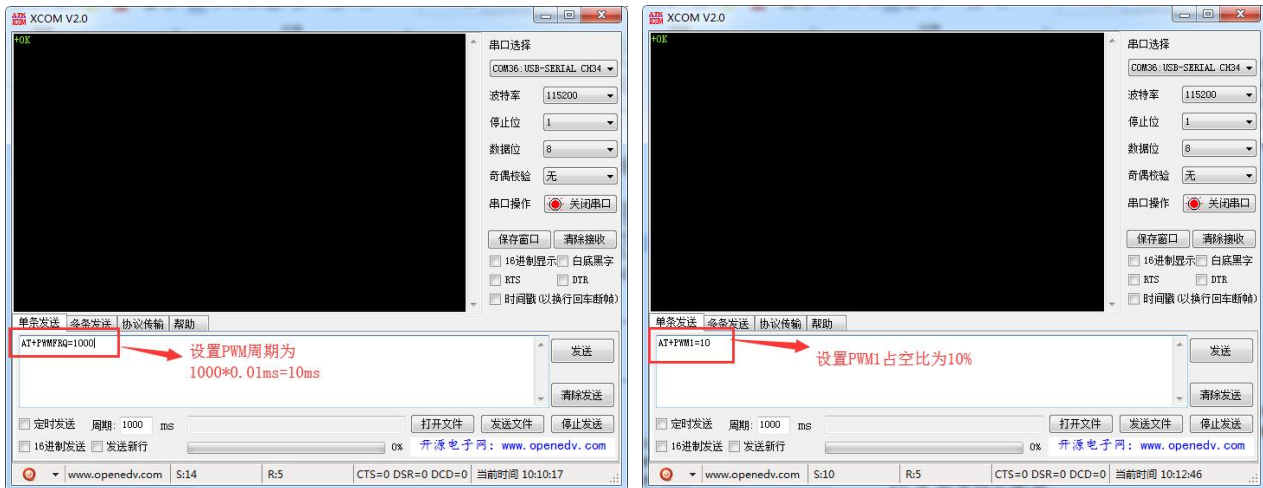 XCOM V2.0
+OK
串口选择
COM36:USB-SERIAL CH34
波特率 115200
停止位 1
数据位 8
奇偶校验 无
串口操作 关闭串口
保存窗口 清除接收
16进制显示 白底黑字
RTS DTR
时间戳(以换行回车断帧)
单条发送 多条发送 协议传输 帮助
AT+PWMFRQ=1000
设置PWM周期为
1000*0.01ms=10ms
发送
清除发送
定时发送 周期: 1000 ms 打开文件 发送文件 停止发送
16进制发送 发送新行 0% 开源电子网: www.openedv.com
www.openedv.com S:14 R:5 CTS=0 DSR=0 DCD=0 当前时间 10:10:17
XCOM V2.0
+OK
串口选择
COM36:USB-SERIAL CH34
波特率 115200
停止位 1
数据位 8
奇偶校验 无
串口操作 关闭串口
保存窗口 清除接收
16进制显示 白底黑字
RTS DTR
时间戳(以换行回车断帧)
单条发送 多条发送 协议传输 帮助
AT+PWM1=10
设置PWM1占空比为10%
发送
清除发送
定时发送 周期: 1000 ms 打开文件 发送文件 停止发送
16进制发送 发送新行 0% 开源电子网: www.openedv.com
www.openedv.com S:10 R:5 CTS=0 DSR=0 DCD=0 当前时间 10:12:46